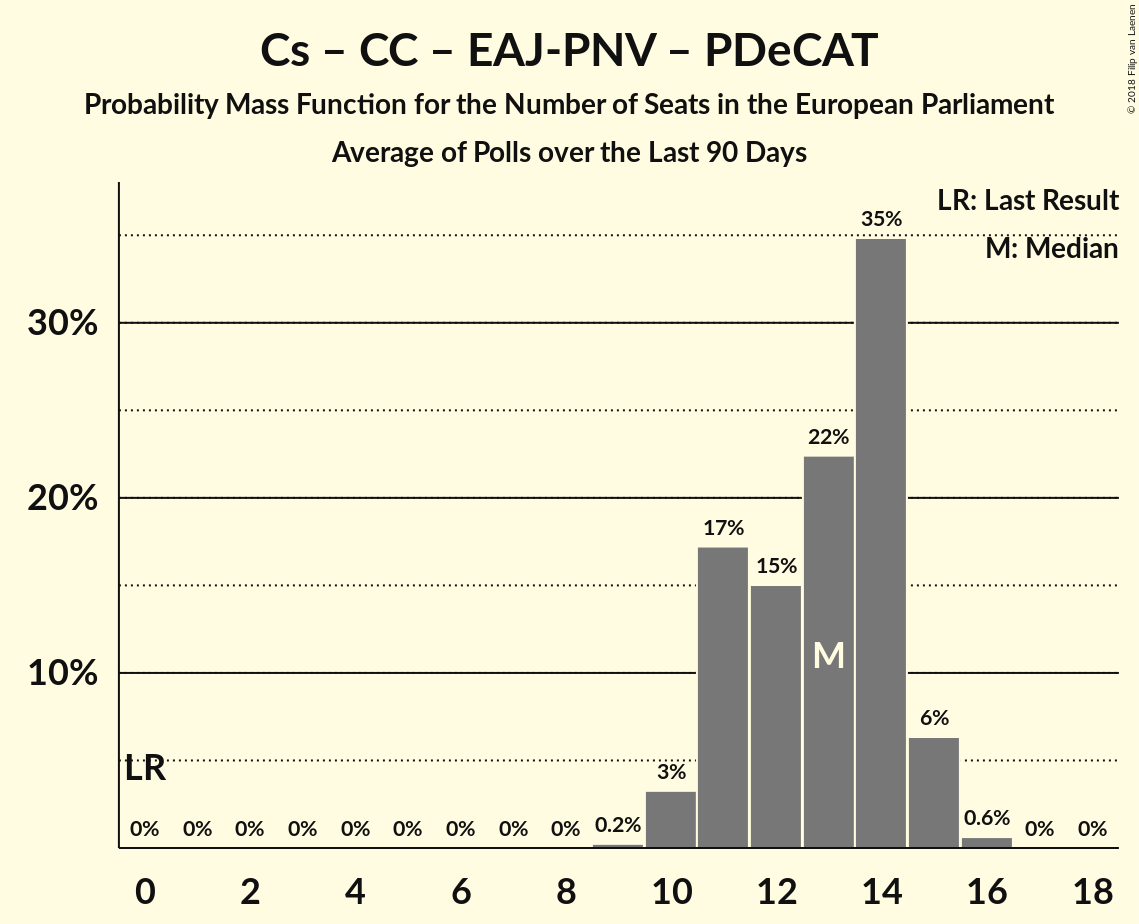 Cs – CC – EAJ-PNV – PDeCAT
Probability Mass Function for the Number of Seats in the European Parliament
Average of Polls over the Last 90 Days
© 2018 Filip van Laenen
LR: Last Result
M: Median
35%
30%
22%
20%
17%
15%
M
10%
6%
LR
3%
0% 0% 0% 0% 0% 0% 0% 0% 0% 0.2% 0.6% 0% 0%
0 2 4 6 8 10 12 14 16 18